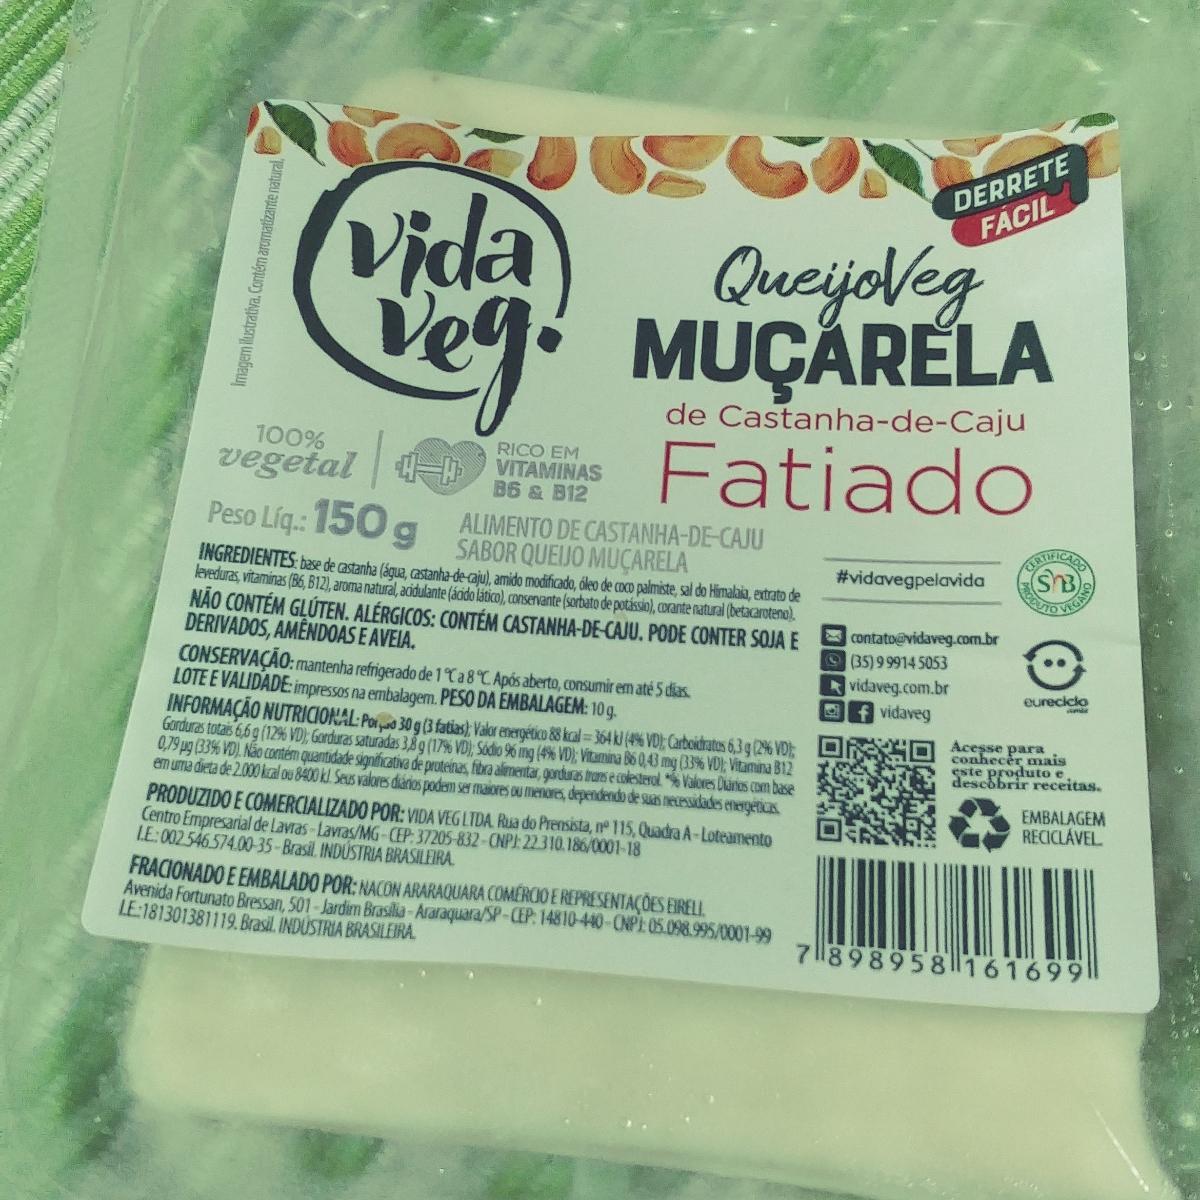 Imagem ilustrativa. Contém aromatizante natural.
vida
veg.
DERRETE
FÁCIL
QueijoVeg
MUÇARELA
de Castanha-de-Caju
Fatiado
100%
vegetal
RICO EM
VITAMINAS
B6 & B12
Peso Líq.: 150 g
ALIMENTO DE CASTANHA-DE-CAJU
SABOR QUEIJO MUÇARELA
INGREDIENTES: base de castanha (água, castanha-de-caju), amido modificado, óleo de coco palmiste, sal do Himalaia, extrato de
leveduras, vitaminas (B6, B12), aroma natural, acidulante (ácido lático), conservante (sorbato de potássio), corante natural (betacaroteno).
NÃO CONTÉM GLÚTEN. ALÉRGICOS: CONTÉM CASTANHA-DE-CAJU. PODE CONTER SOJA E
DERIVADOS, AMÊNDOAS E AVEIA.
CONSERVAÇÃO: mantenha refrigerado de 1 °C a 8 °C. Após aberto, consumir em até 5 dias.
LOTE E VALIDADE: impressos na embalagem. PESO DA EMBALAGEM: 10 g.
INFORMAÇÃO NUTRICIONAL: Porção 30 g (3 fatias); Valor energético 88 kcal = 364 kJ (4% VD); Carboidratos 6,3 g (2% VD);
Gorduras totais 6,6 g (12% VD); Gorduras saturadas 3,8 g (17% VD); Sódio 96 mg (4% VD); Vitamina B6 0,43 mg (33% VD); Vitamina B12
0,79 µg (33% VD). Não contém quantidade significativa de proteínas, fibra alimentar, gorduras trans e colesterol. *% Valores Diários com base
em uma dieta de 2.000 kcal ou 8400 kJ. Seus valores diários podem ser maiores ou menores, dependendo de suas necessidades energéticas.
PRODUZIDO E COMERCIALIZADO POR: VIDA VEG LTDA. Rua do Prensista, nº 115, Quadra A - Loteamento
Centro Empresarial de Lavras - Lavras/MG - CEP: 37205-832 - CNPJ: 22.310.186/0001-18
I.E.: 002.546.574.00-35 - Brasil. INDÚSTRIA BRASILEIRA.
FRACIONADO E EMBALADO POR: NACON ARARAQUARA COMÉRCIO E REPRESENTAÇÕES EIRELI.
Avenida Fortunato Bressan, 501 - Jardim Brasília - Araraquara/SP - CEP: 14810-440 - CNPJ: 05.098.995/0001-99
I.E.:181301381119. Brasil. INDÚSTRIA BRASILEIRA.
#vidavegpelavida
CERTIFICADO
SVB
PRODUTO VEGANO
contato@vidaveg.com.br
(35) 9 9914 5053
vidaveg.com.br
vidaveg
eureciclo
Acesse para
conhecer mais
este produto e
descobrir receitas.
EMBALAGEM
RECICLÁVEL.
7 898958 161699